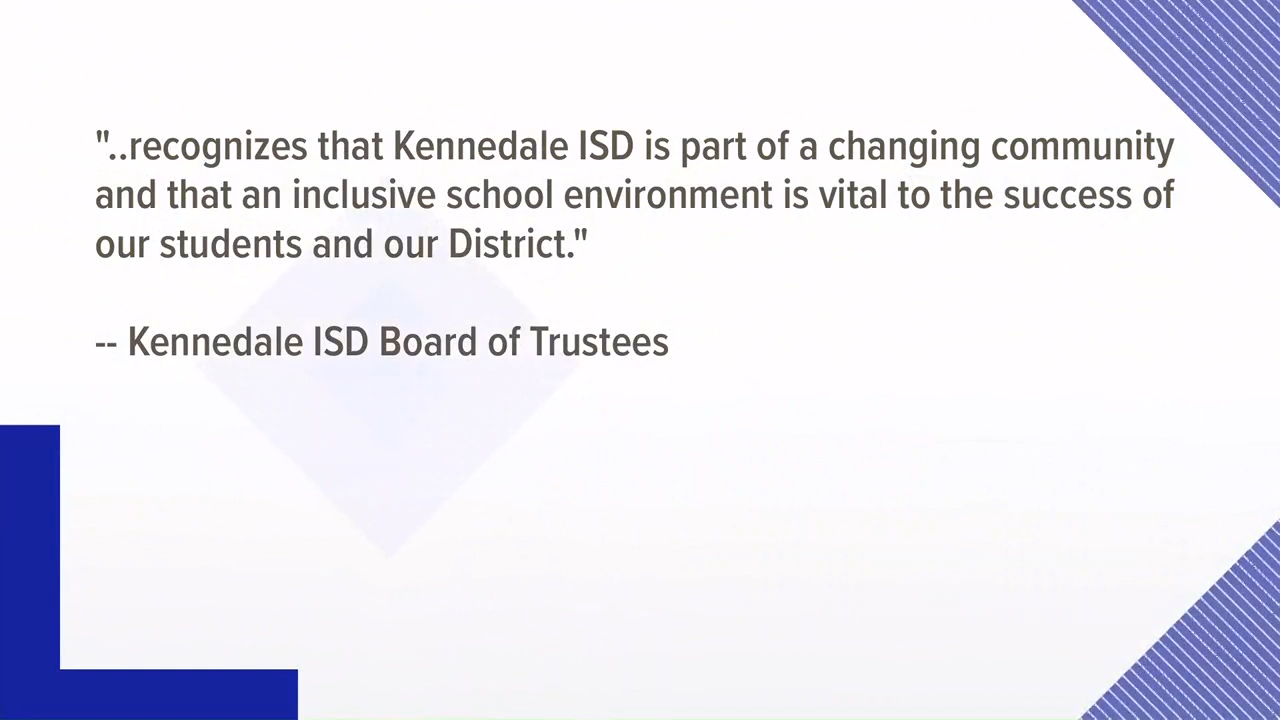 "..recognizes that Kennedale ISD is part of a changing community
and that an inclusive school environment is vital to the success of
our students and our District."
-- Kennedale ISD Board of Trustees